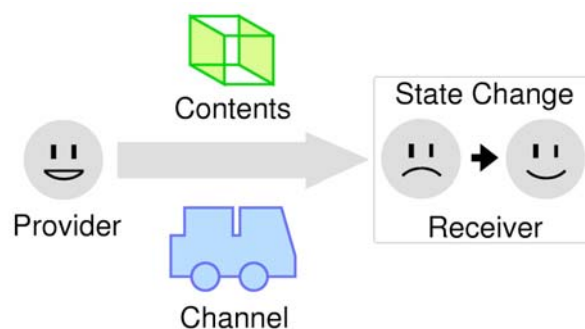 Contents
State Change
Provider
Receiver
Channel